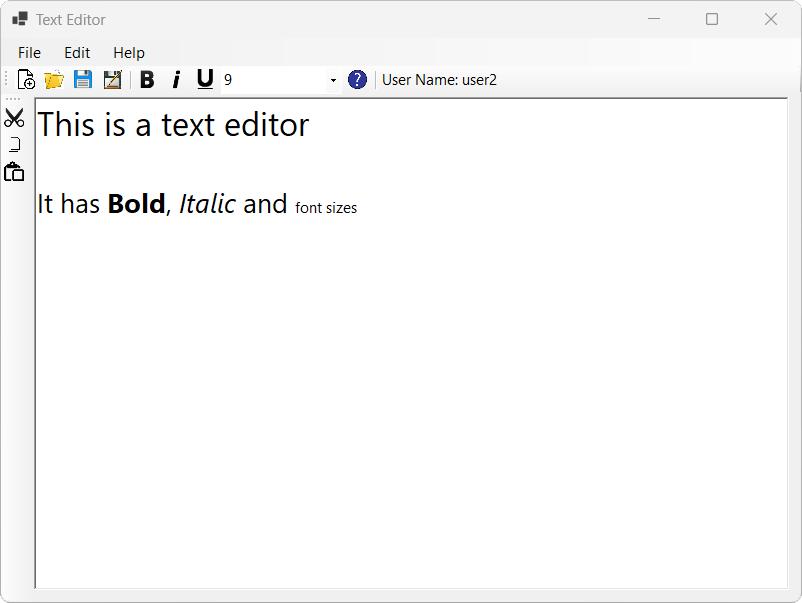 Text Editor
File Edit Help
B i U 9 ? User Name: user2
This is a text editor
It has Bold, Italic and font sizes